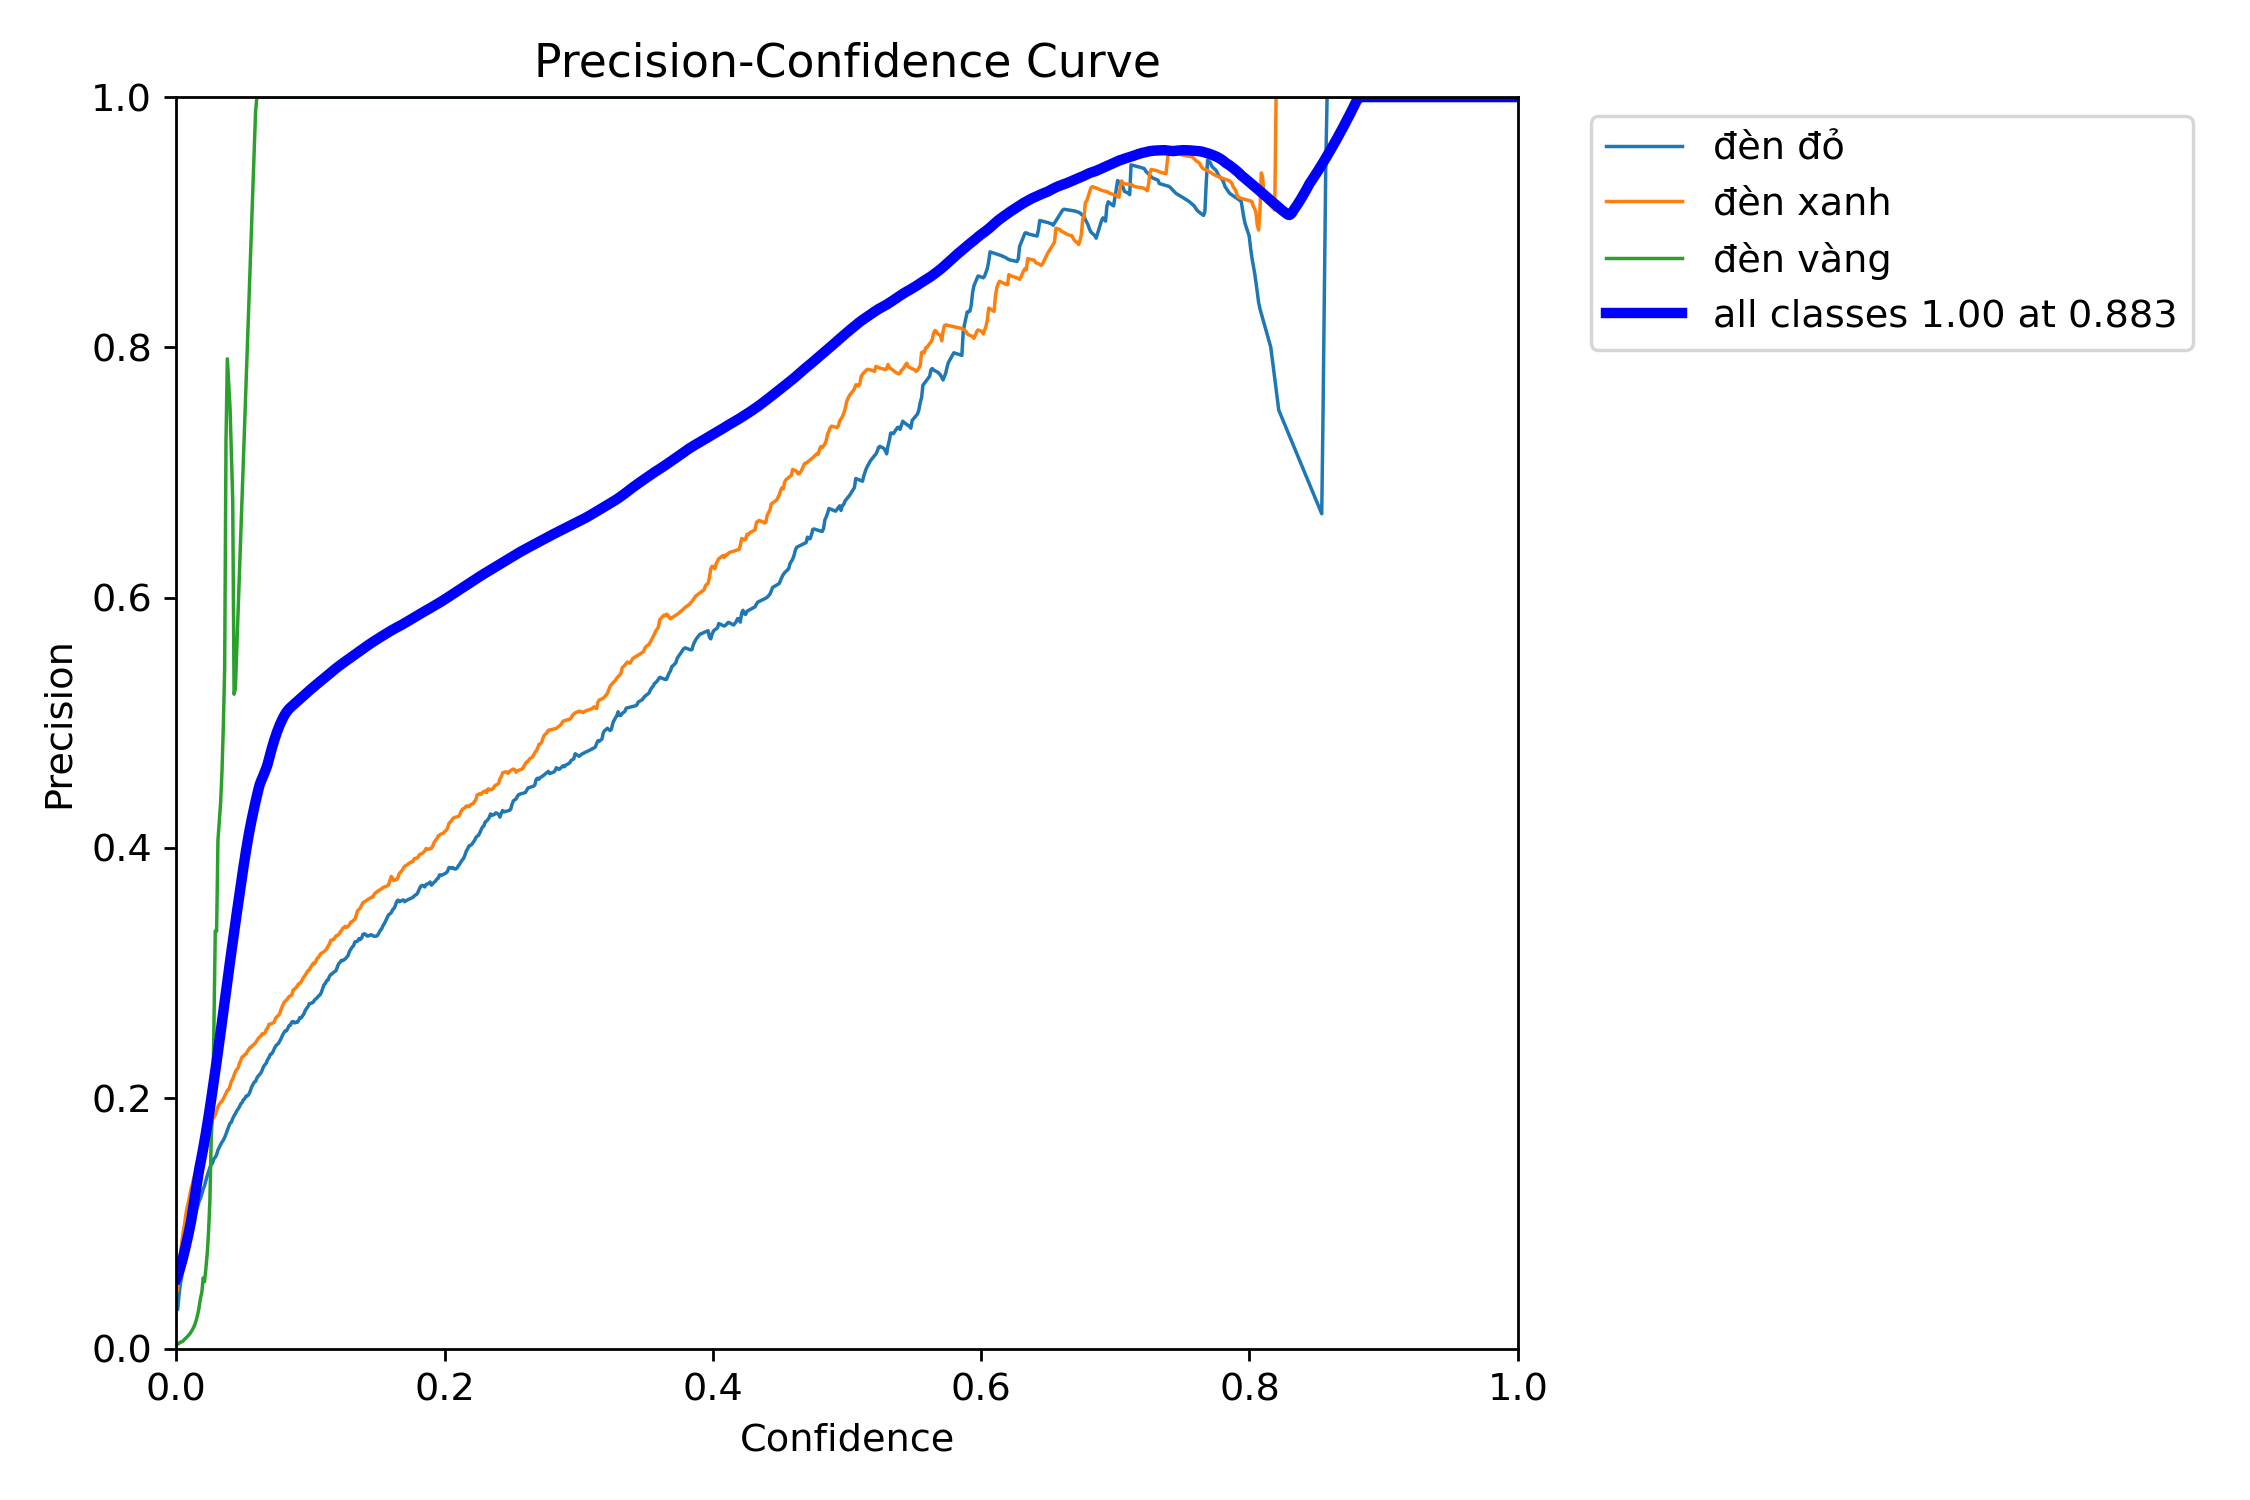 Precision-Confidence Curve
1.0
0.8
0.6
0.4
0.2
0.0
Precision
0.0 0.2 0.4 0.6 0.8 1.0
Confidence
đèn đỏ
đèn xanh
đèn vàng
all classes 1.00 at 0.883